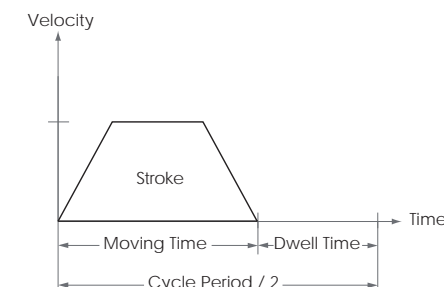 Velocity
Stroke
Time
Moving Time
Dwell Time
Cycle Period / 2